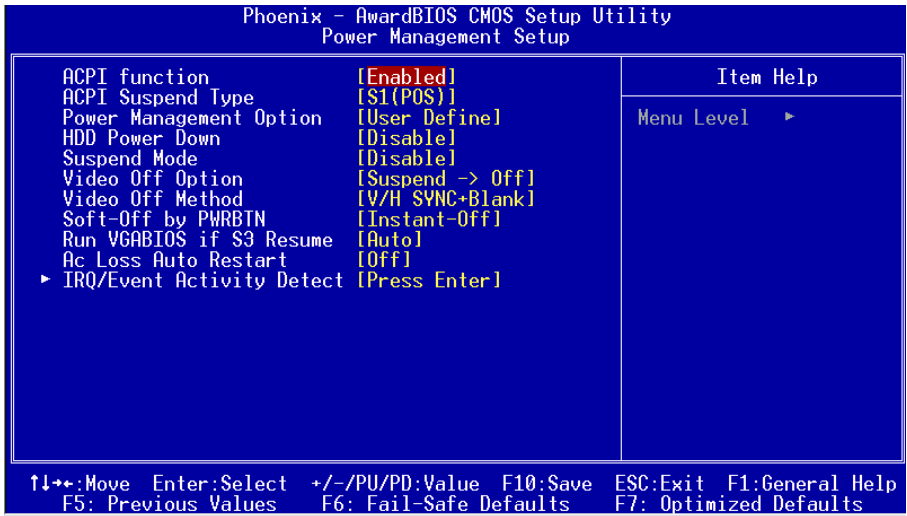 Phoenix - AwardBIOS CMOS Setup Utility
Power Management Setup
ACPI function [Enabled]
ACPI Suspend Type [S1(POS)]
Power Management Option [User Define]
HDD Power Down [Disable]
Suspend Mode [Disable]
Video Off Option [Suspend -> Off]
Video Off Method [V/H SYNC+Blank]
Soft-Off by PWRBTN [Instant-Off]
Run VGABIOS if S3 Resume [Auto]
Ac Loss Auto Restart [Off]
► IRQ/Event Activity Detect [Press Enter]
Item Help
Menu Level ►
↑↓→←:Move Enter:Select +/-/PU/PD:Value F10:Save ESC:Exit F1:General Help
F5: Previous Values F6: Fail-Safe Defaults F7: Optimized Defaults